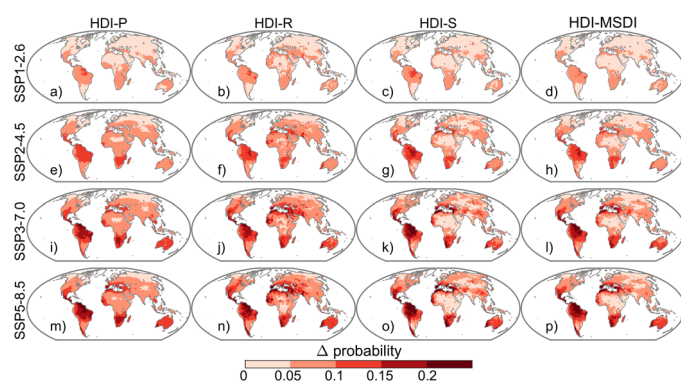 HDI-P HDI-R HDI-S HDI-MSDI
SSP1-2.6
a) b) c) d)
SSP2-4.5
e) f) g) h)
SSP3-7.0
i) j) k) l)
SSP5-8.5
m) n) o) p)
Δ probability
0 0.05 0.1 0.15 0.2